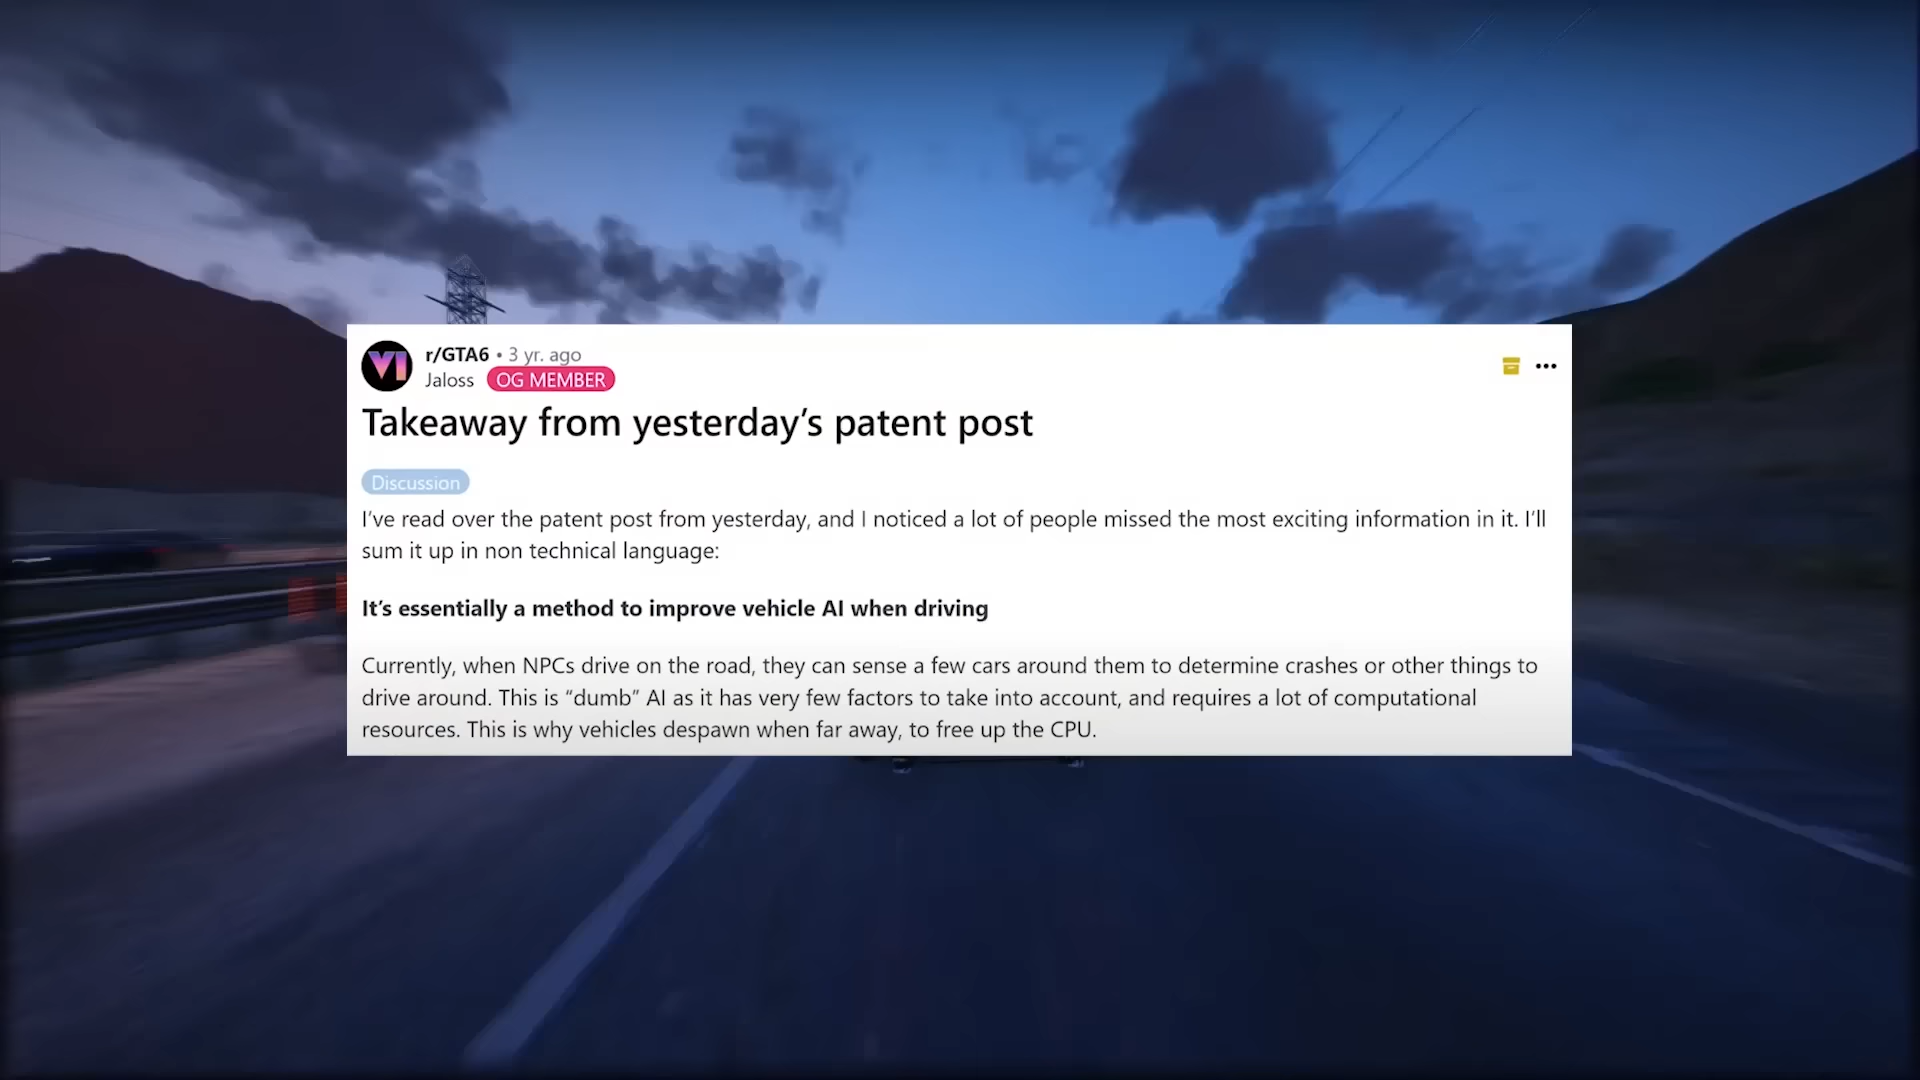 VI
r/GTA6 • 3 yr. ago
Jaloss OG MEMBER
Takeaway from yesterday’s patent post
Discussion
I’ve read over the patent post from yesterday, and I noticed a lot of people missed the most exciting information in it. I’ll
sum it up in non technical language:
It’s essentially a method to improve vehicle AI when driving
Currently, when NPCs drive on the road, they can sense a few cars around them to determine crashes or other things to
drive around. This is “dumb” AI as it has very few factors to take into account, and requires a lot of computational
resources. This is why vehicles despawn when far away, to free up the CPU.